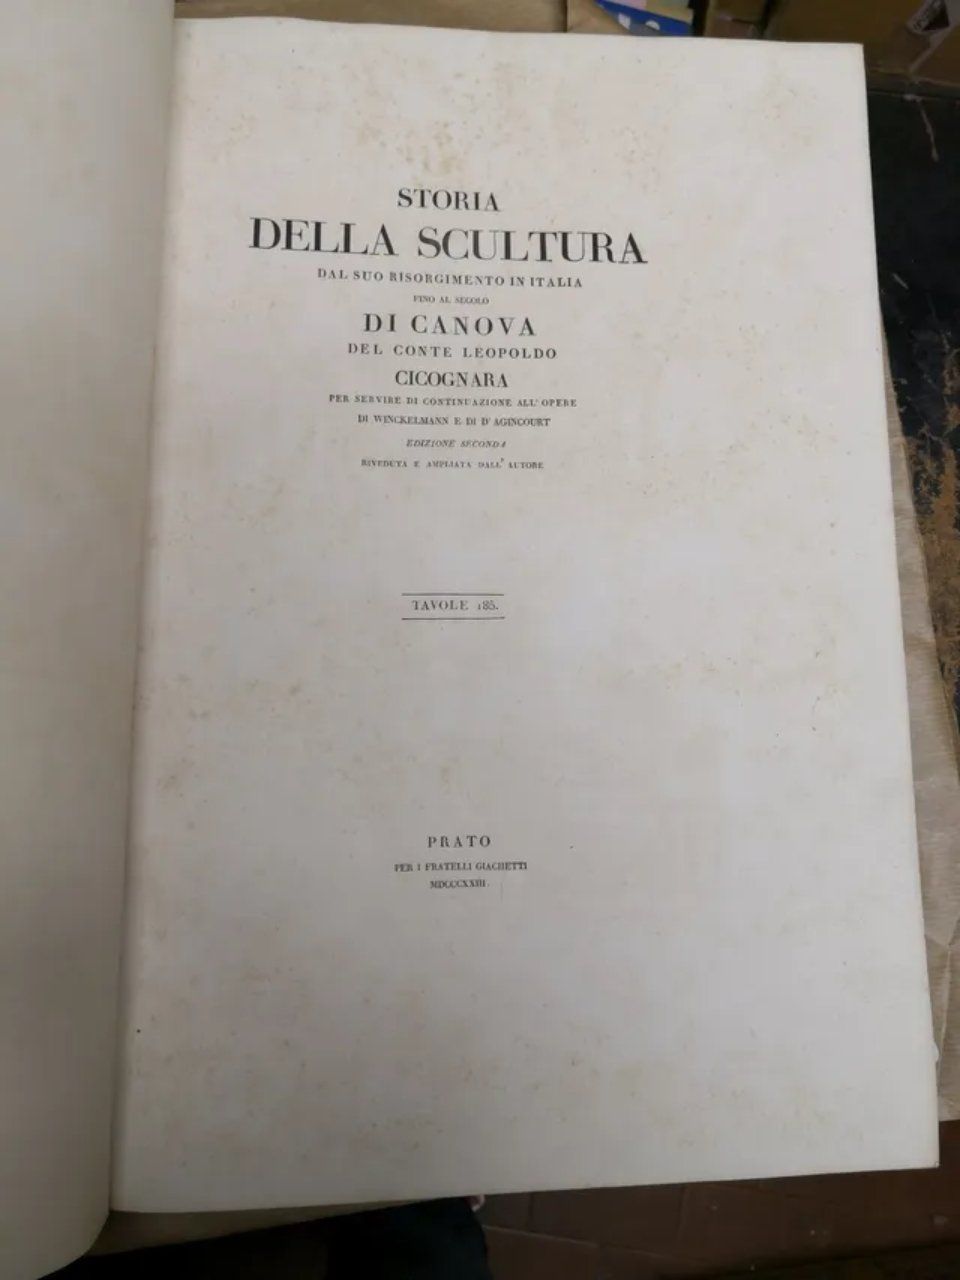 STORIA
DELLA SCULTURA
DAL SUO RISORGIMENTO IN ITALIA
FINO AL SECOLO
DI CANOVA
DEL CONTE LEOPOLDO
CICOGNARA
PER SERVIRE DI CONTINUAZIONE ALL' OPERE
DI WINCKELMANN E DI D' AGINCOURT
EDIZIONE SECONDA
RIVEDUTA E AMPLIATA DALL' AUTORE
TAVOLE 185.
PRATO
PER I FRATELLI GIACHETTI
MDCCCXXIII.